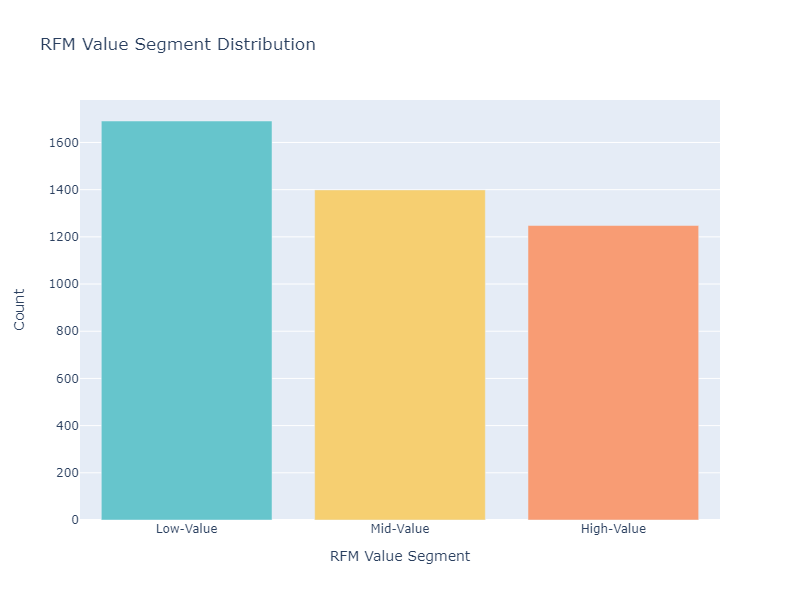 RFM Value Segment Distribution
1600
1400
1200
1000
800
600
400
200
0
Count
Low-Value
Mid-Value
High-Value
RFM Value Segment